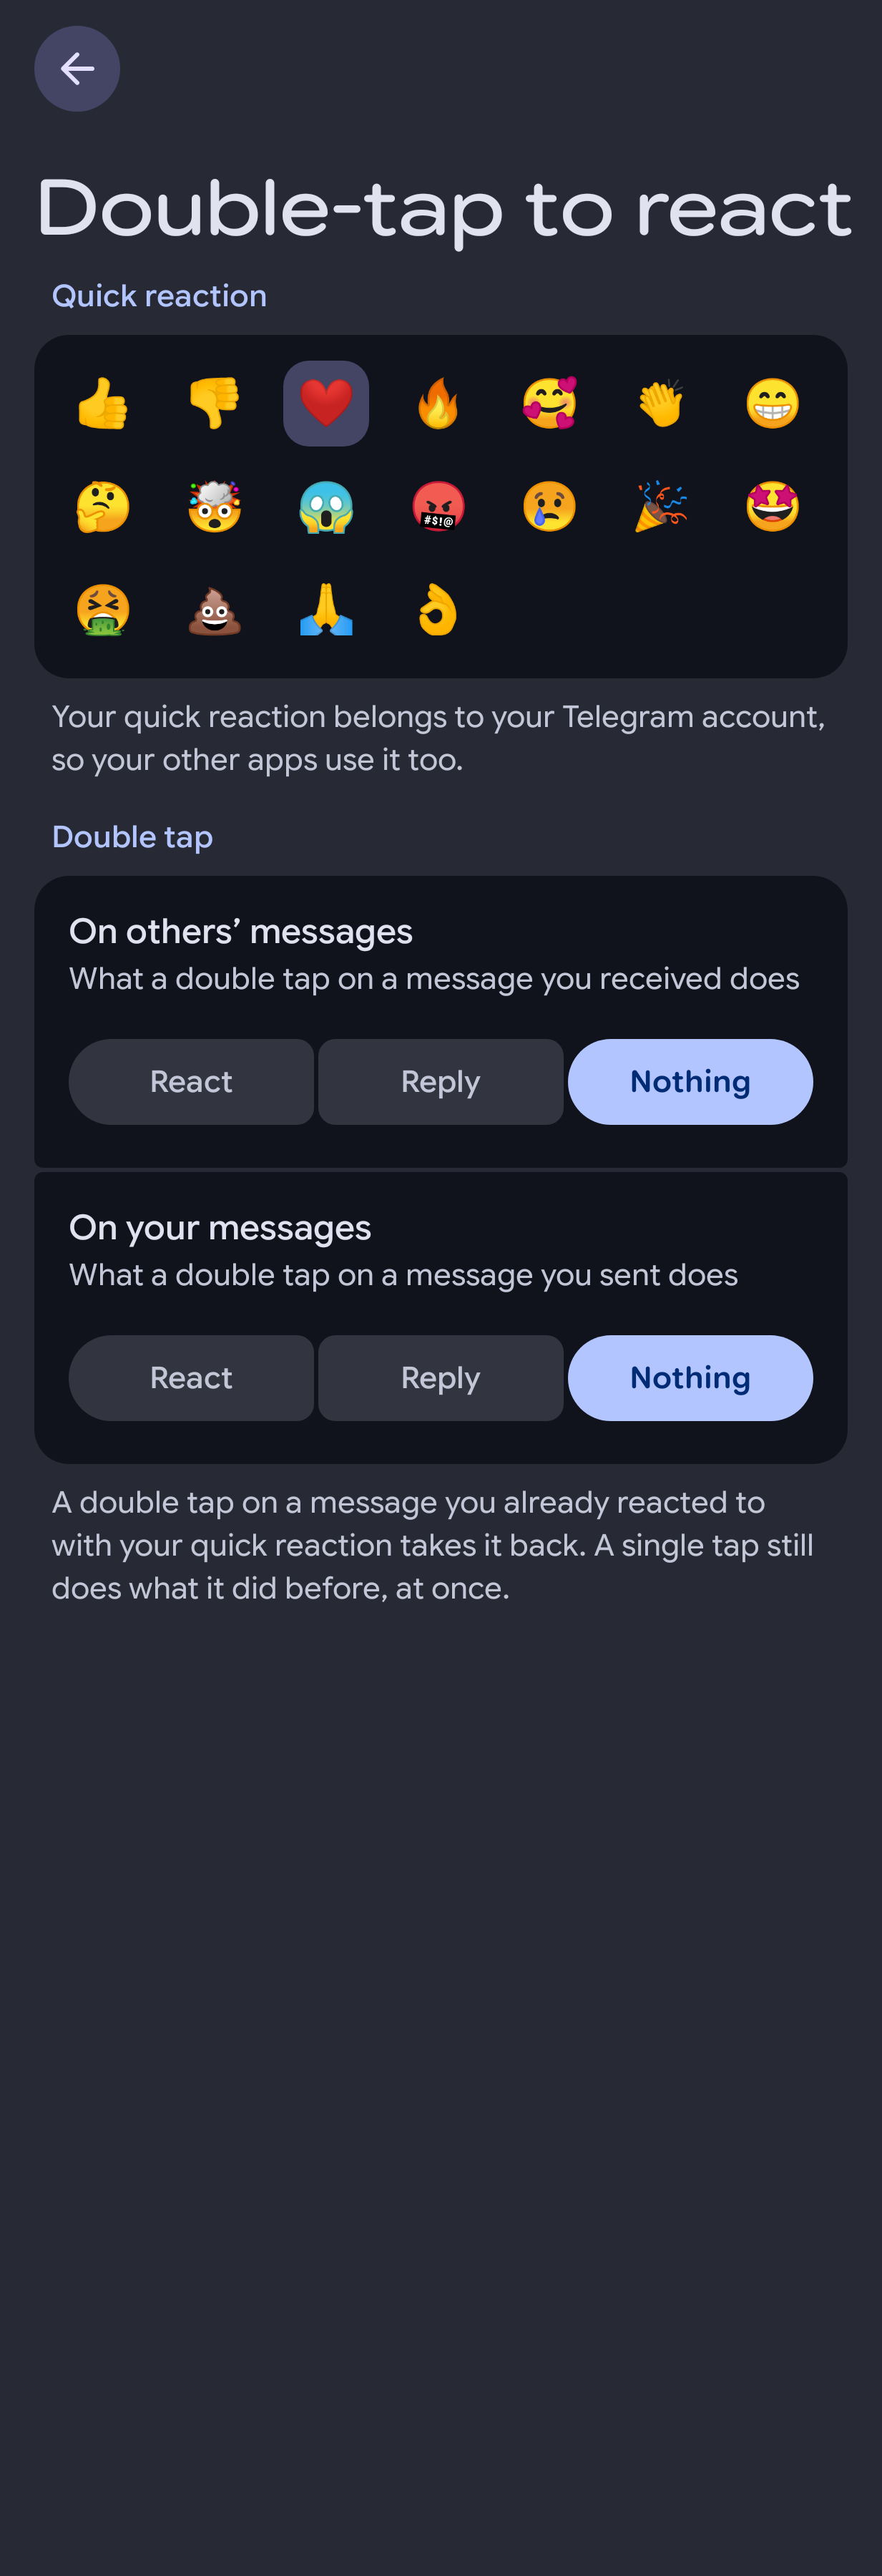 Double-tap to react
Quick reaction
Your quick reaction belongs to your Telegram account,
so your other apps use it too.
Double tap
On others’ messages
What a double tap on a message you received does
React Reply Nothing
On your messages
What a double tap on a message you sent does
React Reply Nothing
A double tap on a message you already reacted to
with your quick reaction takes it back. A single tap still
does what it did before, at once.